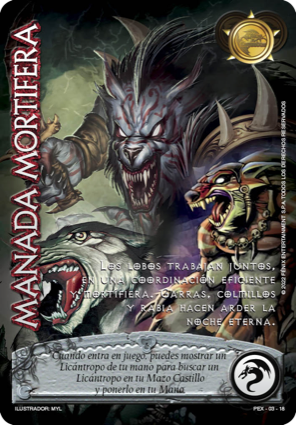 MANADA MORTÍFERA
LOS LOBOS TRABAJAN JUNTOS,
EN UNA COORDINACIÓN EFICIENTE
MORTÍFERA. GARRAS, COLMILLOS
Y RABIA HACEN ARDER LA
NOCHE ETERNA.
© 2022 FÉNIX ENTERTAINMENT S.P.A. TODOS LOS DERECHOS RESERVADOS
Cuando entra en juego, puedes mostrar un
Licántropo de tu mano para buscar un
Licántropo en tu Mazo Castillo
y ponerlo en tu Mano.
ILUSTRADOR: MYL
PEX - 03 - 18